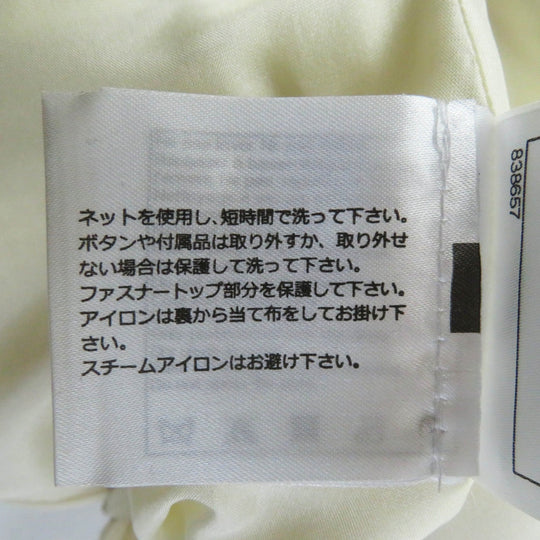 ネットを使用し、短時間で洗って下さい。
ボタンや付属品は取り外すか、取り外せ
ない場合は保護して洗って下さい。
ファスナートップ部分を保護して下さい。
アイロンは裏から当て布をしてお掛け下
さい。
スチームアイロンはお避け下さい。
838657